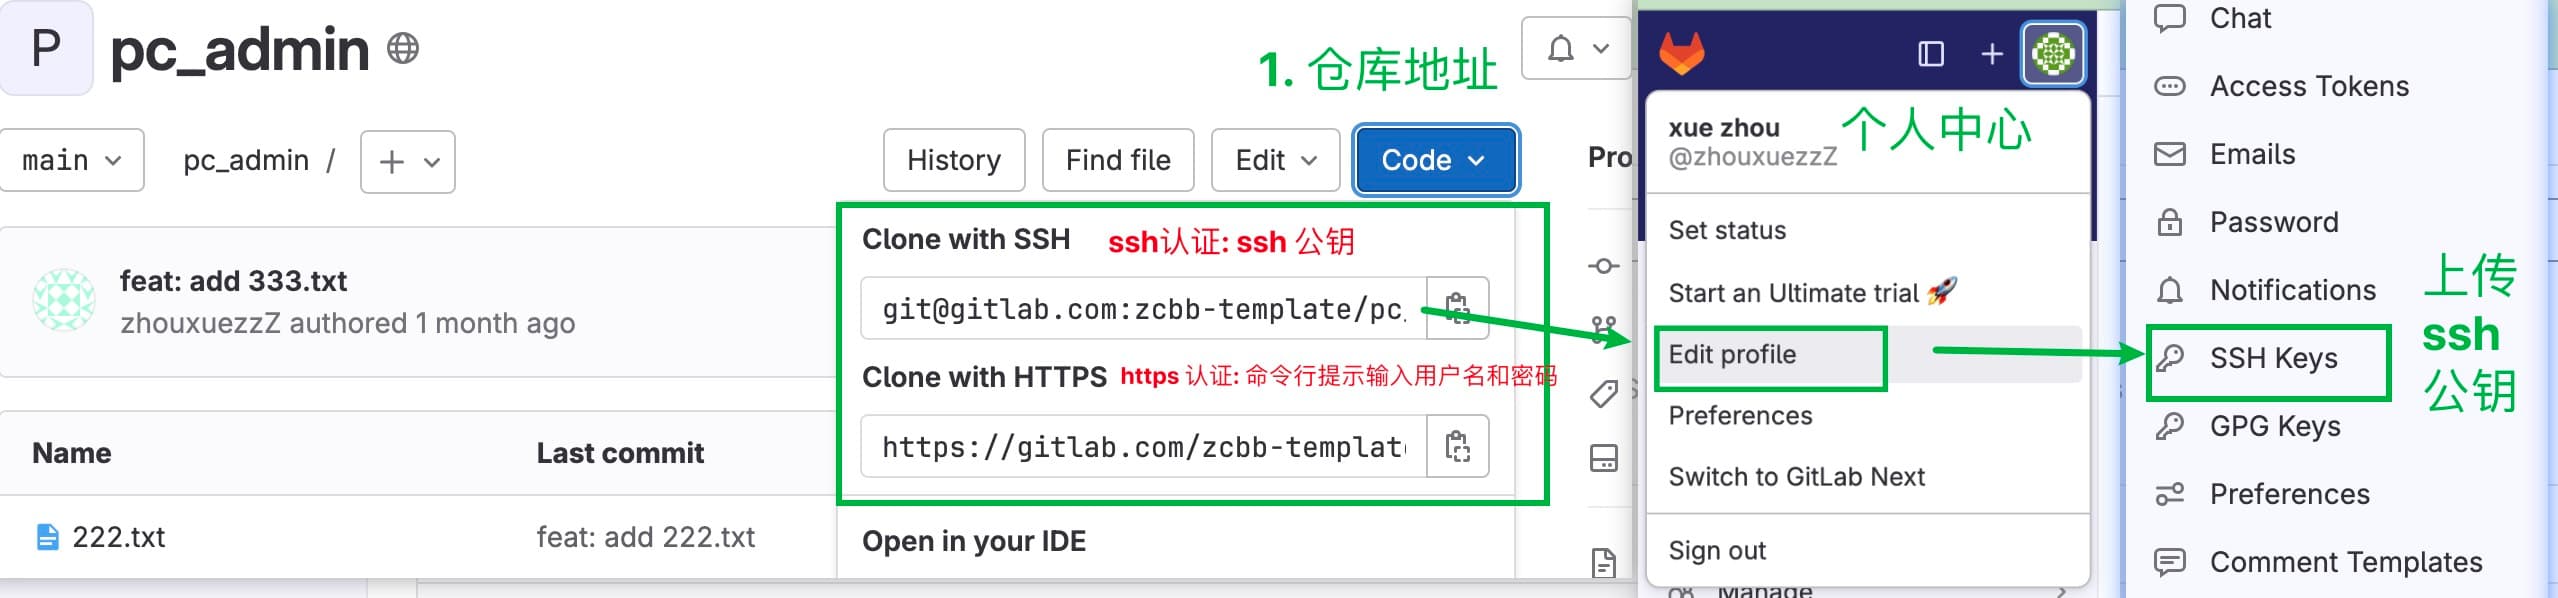 P
pc_admin
1. 仓库地址
main
pc_admin /
History
Find file
Edit
Code
Clone with SSH
ssh认证: ssh 公钥
git@gitlab.com:zcbb-template/pc_
Clone with HTTPS
https 认证: 命令行提示输入用户名和密码
https://gitlab.com/zcbb-templat
Open in your IDE
feat: add 333.txt
zhouxuezzZ authored 1 month ago
Name
Last commit
222.txt
feat: add 222.txt
Pro
xue zhou
@zhouxuezzZ
个人中心
Set status
Start an Ultimate trial 🚀
Edit profile
Preferences
Switch to GitLab Next
Sign out
Manage
Chat
Access Tokens
Emails
Password
Notifications
SSH Keys
GPG Keys
Preferences
Comment Templates
上传
ssh
公钥